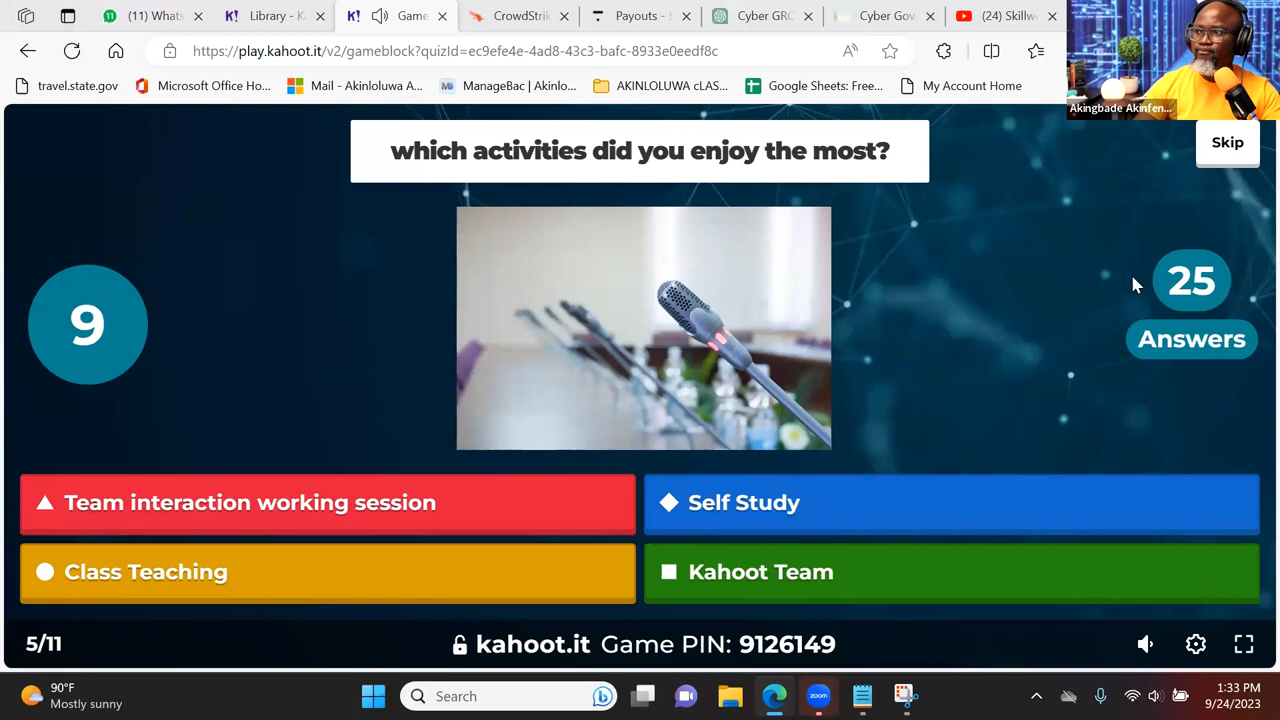 11
(11) Whats
Library - K
Game
CrowdStrik
Payouts - S
Cyber GRC
Cyber Gov
(24) Skillw
https://play.kahoot.it/v2/gameblock?quizId=ec9efe4e-4ad8-43c3-bafc-8933e0eedf8c
travel.state.gov
Microsoft Office Ho...
Mail - Akinloluwa A...
ManageBac | Akinlo...
AKINLOLUWA cLAS...
Google Sheets: Free...
My Account Home
Akingbade Akinfen...
which activities did you enjoy the most?
Skip
9
25
Answers
Team interaction working session
Self Study
Class Teaching
Kahoot Team
5/11
kahoot.it Game PIN: 9126149
90°F
Mostly sunny
Search
zoom
1:33 PM
9/24/2023